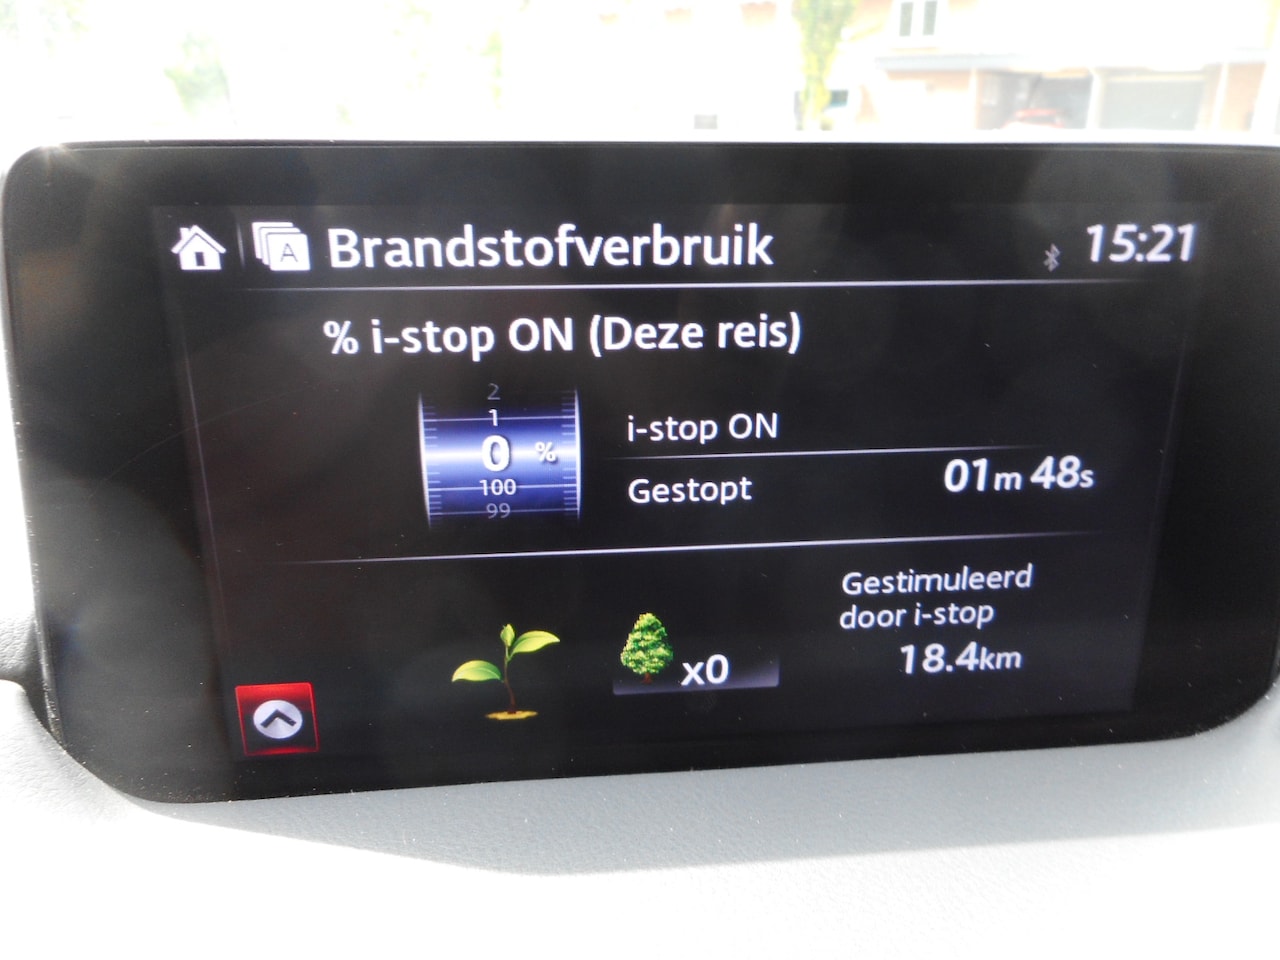 A Brandstofverbruik 15:21
% i-stop ON (Deze reis)
2
1
0 %
100
99
i-stop ON
Gestopt 01m 48s
Gestimuleerd
door i-stop
18.4km
x0